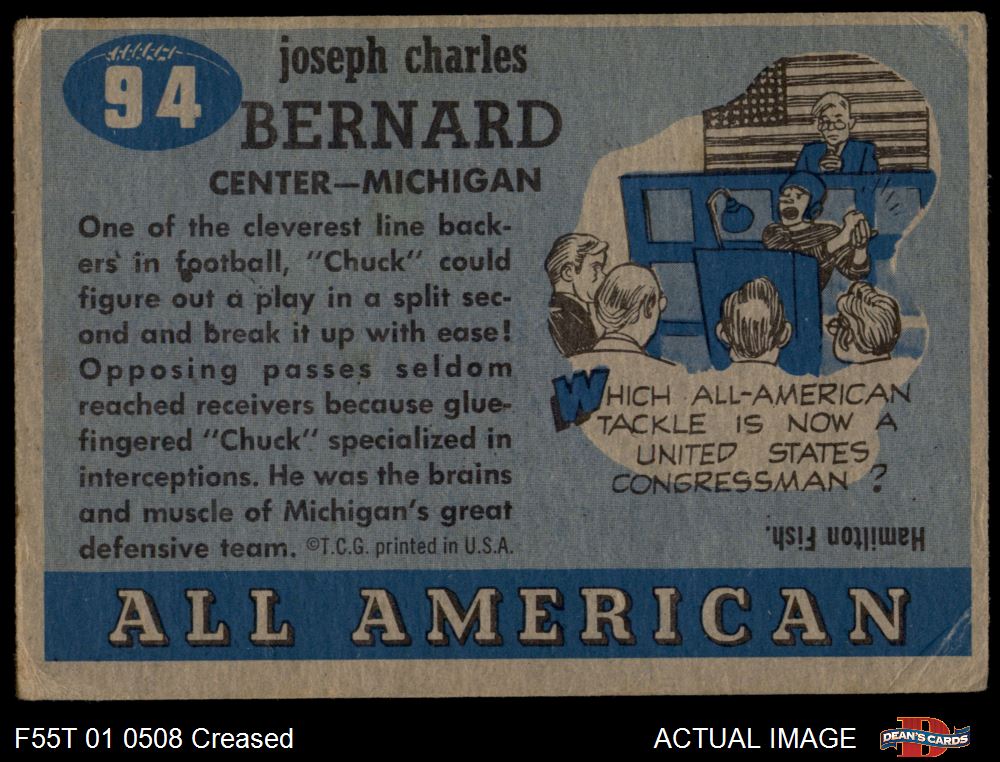 94
joseph charles
BERNARD
CENTER—MICHIGAN
One of the cleverest line back-
ers in football, "Chuck" could
figure out a play in a split sec-
ond and break it up with ease!
Opposing passes seldom
reached receivers because glue-
fingered "Chuck" specialized in
interceptions. He was the brains
and muscle of Michigan's great
defensive team. ©T.C.G. printed in U.S.A.
WHICH ALL-AMERICAN
TACKLE IS NOW A
UNITED STATES
CONGRESSMAN?
Hamilton Fish.
ALL AMERICAN
F55T 01 0508 Creased
ACTUAL IMAGE
D
DEAN'S CARDS